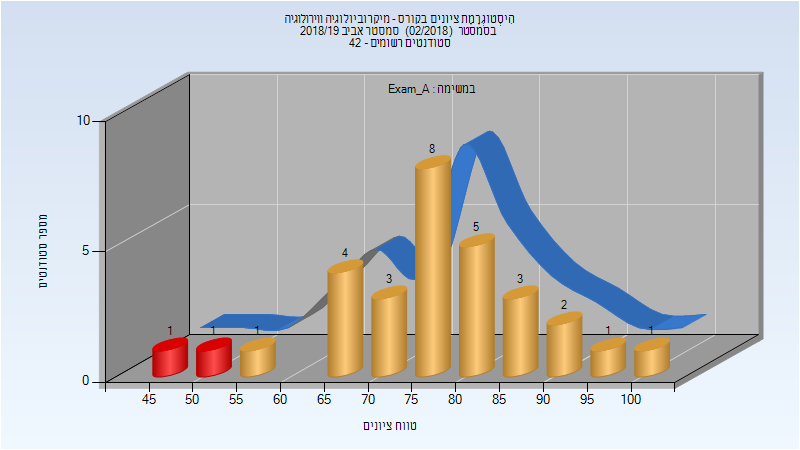 היסטוגרמת ציונים בקורס - מיקרוביולוגיה ווירולוגיה
בסמסטר (02/2018) סמסטר אביב 2018/19
סטודנטים רשומים - 42
במשימה : Exam_A
10
5
0
מספר סטודנטים
1
1
1
4
3
8
5
3
2
1
1
45 50 55 60 65 70 75 80 85 90 95 100
טווח ציונים